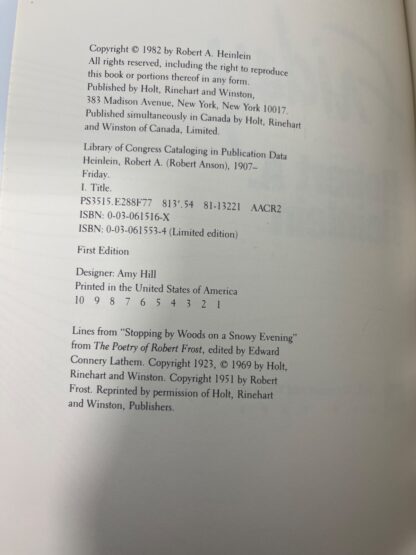 Copyright © 1982 by Robert A. Heinlein
All rights reserved, including the right to reproduce
this book or portions thereof in any form.
Published by Holt, Rinehart and Winston,
383 Madison Avenue, New York, New York 10017.
Published simultaneously in Canada by Holt, Rinehart
and Winston of Canada, Limited.
Library of Congress Cataloging in Publication Data
Heinlein, Robert A. (Robert Anson), 1907–
Friday.
I. Title.
PS3515.E288F77 813'.54 81-13221 AACR2
ISBN: 0-03-061516-X
ISBN: 0-03-061553-4 (Limited edition)
First Edition
Designer: Amy Hill
Printed in the United States of America
10 9 8 7 6 5 4 3 2 1
Lines from "Stopping by Woods on a Snowy Evening"
from The Poetry of Robert Frost, edited by Edward
Connery Lathem. Copyright 1923, © 1969 by Holt,
Rinehart and Winston. Copyright 1951 by Robert
Frost. Reprinted by permission of Holt, Rinehart
and Winston, Publishers.